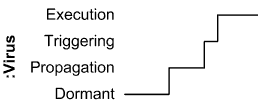 Execution
Triggering
Propagation
Dormant
:Virus